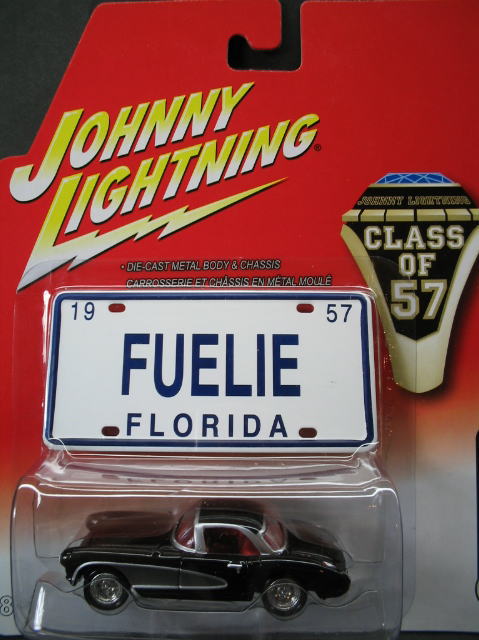 JOHNNY
LIGHTNING®
• DIE-CAST METAL BODY & CHASSIS
CARROSSERIE ET CHÂSSIS EN MÉTAL MOULÉ
JOHNNY LIGHTNING
CLASS
OF
57
19 57
FUELIE
FLORIDA
8